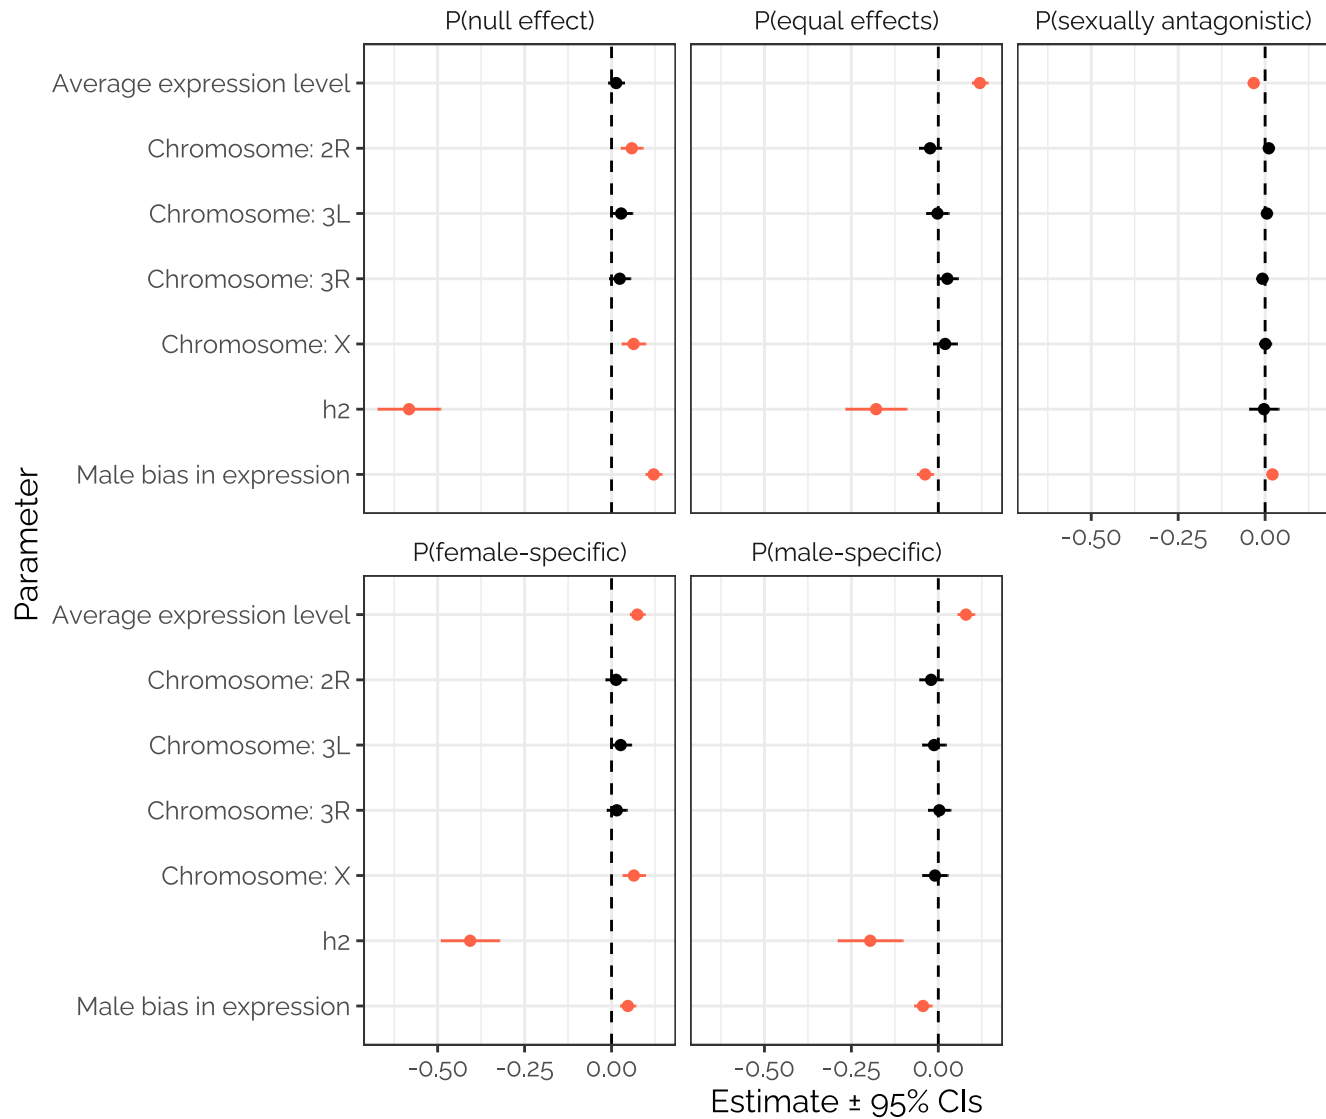 P(null effect) P(equal effects) P(sexually antagonistic)
Average expression level
Chromosome: 2R
Chromosome: 3L
Chromosome: 3R
Chromosome: X
h2
Male bias in expression
-0.50 -0.25 0.00
P(female-specific) P(male-specific)
Parameter
Average expression level
Chromosome: 2R
Chromosome: 3L
Chromosome: 3R
Chromosome: X
h2
Male bias in expression
-0.50 -0.25 0.00 -0.50 -0.25 0.00
Estimate ± 95% CIs